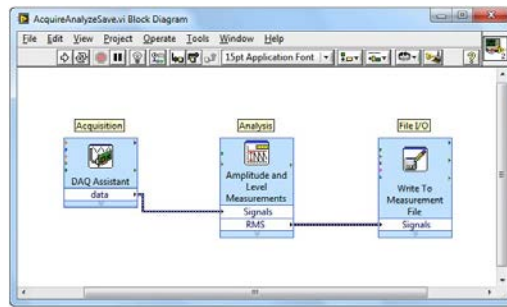 AcquireAnalyzeSave.vi Block Diagram
File Edit View Project Operate Tools Window Help
15pt Application Font
Acquisition
Analysis
File I/O
DAQ Assistant
data
Amplitude and
Level
Measurements
Signals
RMS
Write To
Measurement
File
Signals